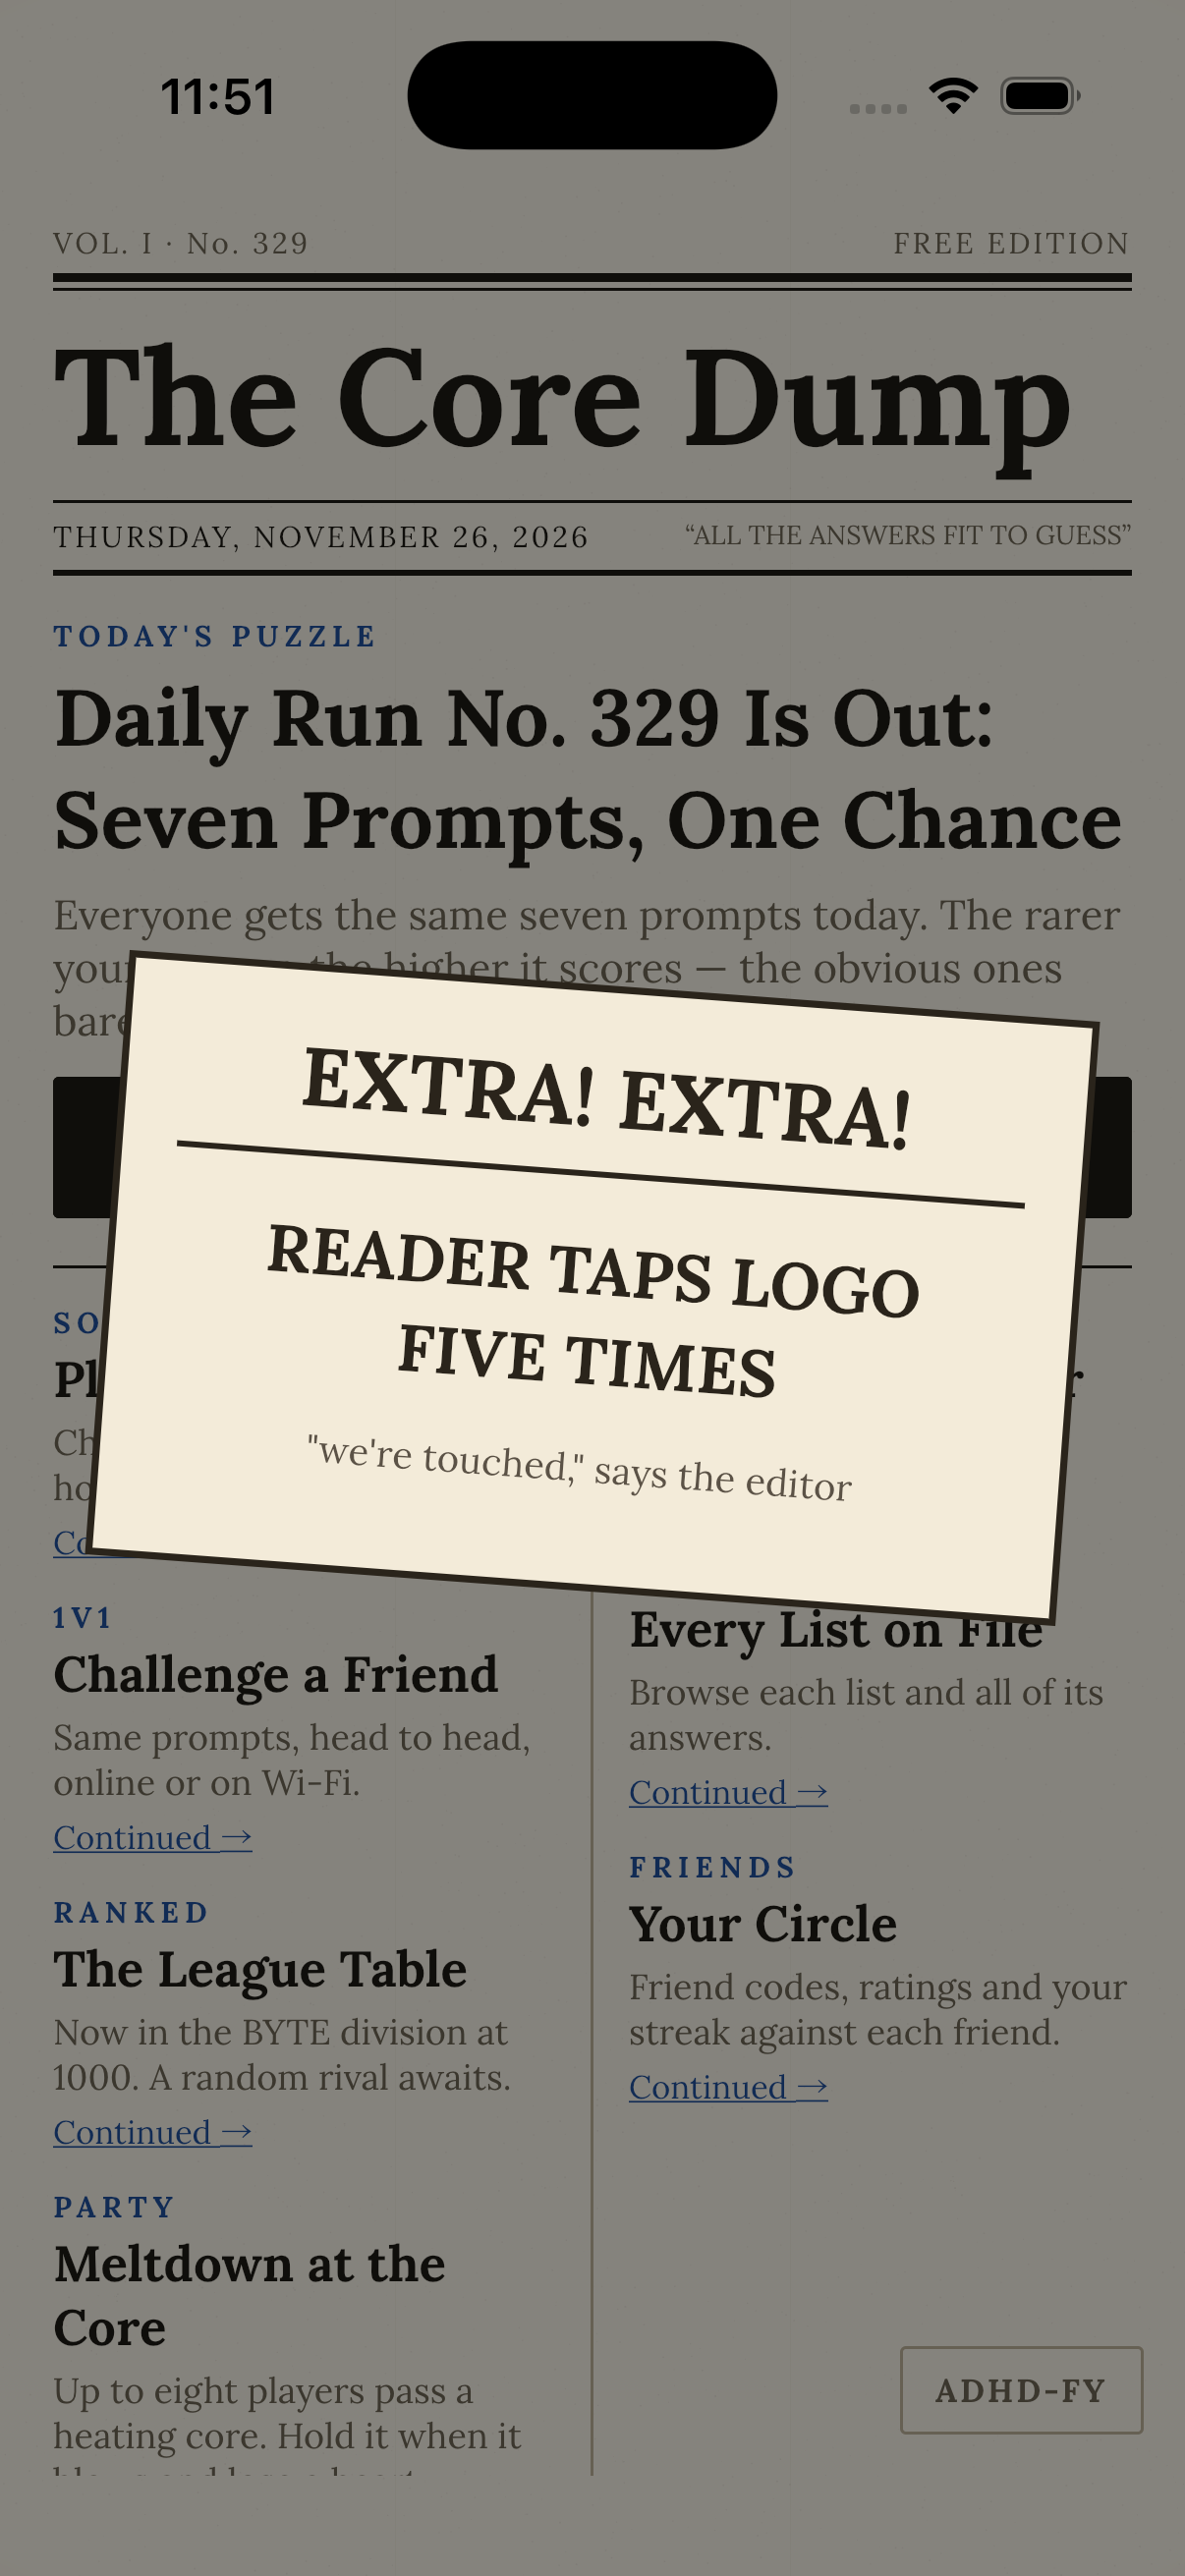 11:51
VOL. I · No. 329
FREE EDITION
The Core Dump
THURSDAY, NOVEMBER 26, 2026
“ALL THE ANSWERS FIT TO GUESS”
TODAY'S PUZZLE
Daily Run No. 329 Is Out:
Seven Prompts, One Chance
Everyone gets the same seven prompts today. The rarer
the higher it scores — the obvious ones
EXTRA! EXTRA!
READER TAPS LOGO
FIVE TIMES
"we're touched," says the editor
1V1
Challenge a Friend
Same prompts, head to head,
online or on Wi-Fi.
Continued →
RANKED
The League Table
Now in the BYTE division at
1000. A random rival awaits.
Continued →
PARTY
Meltdown at the
Core
Up to eight players pass a
heating core. Hold it when it
Every List on File
Browse each list and all of its
answers.
Continued →
FRIENDS
Your Circle
Friend codes, ratings and your
streak against each friend.
Continued →
ADHD-FY